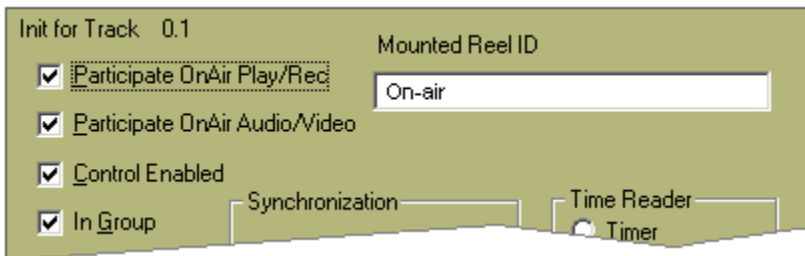 Init for Track 0.1
Mounted Reel ID
Participate OnAir Play/Rec
On-air
Participate OnAir Audio/Video
Control Enabled
Synchronization
Time Reader
In Group
Timer